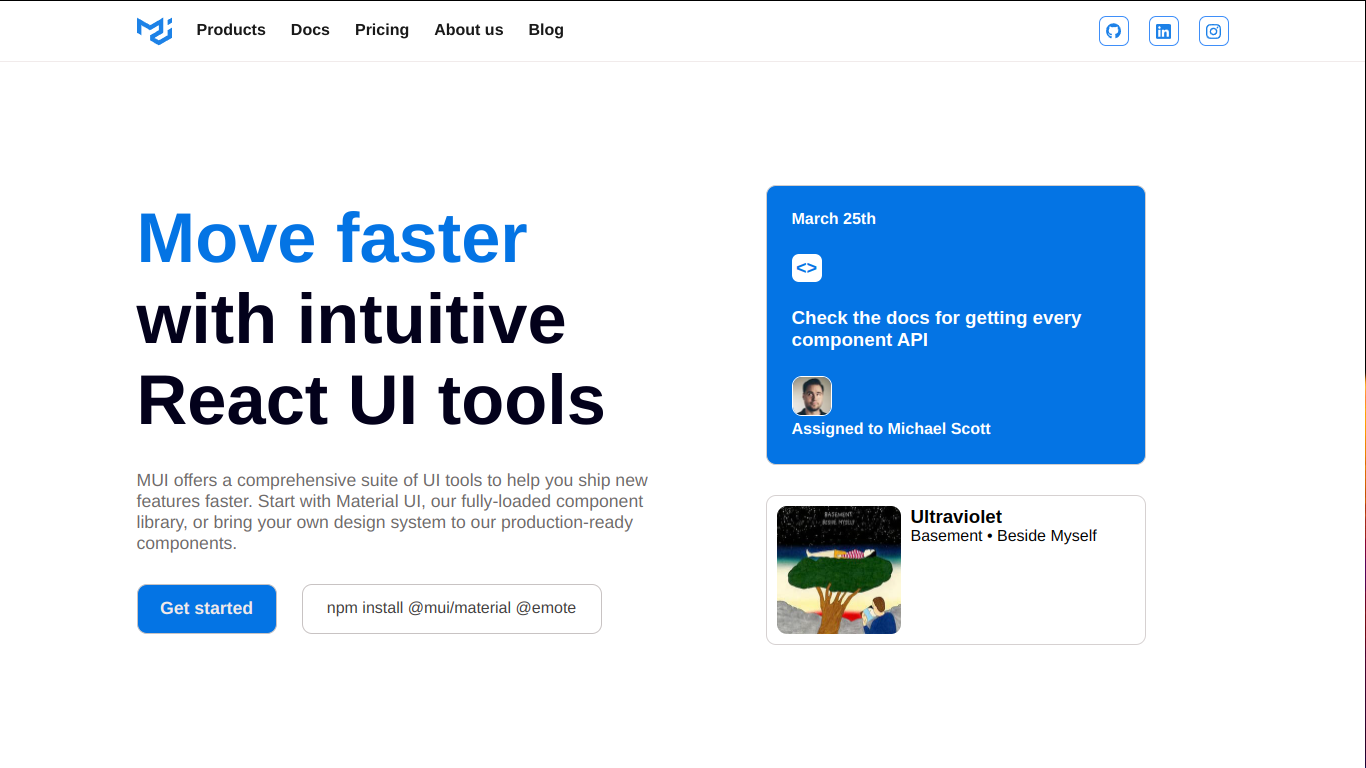 Products Docs Pricing About us Blog
Move faster
with intuitive
React UI tools
MUI offers a comprehensive suite of UI tools to help you ship new
features faster. Start with Material UI, our fully-loaded component
library, or bring your own design system to our production-ready
components.
Get started
npm install @mui/material @emote
March 25th
<>
Check the docs for getting every
component API
Assigned to Michael Scott
BASEMENT
BESIDE MYSELF
Ultraviolet
Basement • Beside Myself